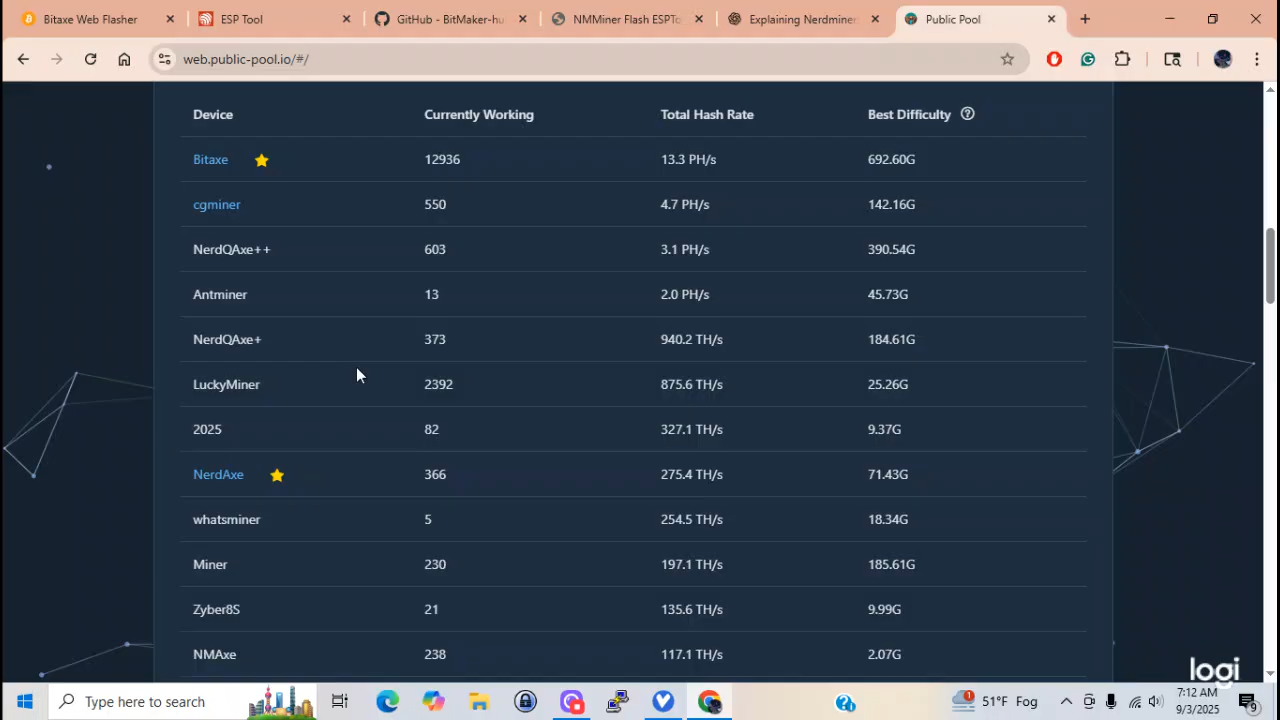 Bitaxe Web Flasher
ESP Tool
GitHub - BitMaker-hu
NMMiner Flash ESPTo
Explaining Nerdminer
Public Pool
web.public-pool.io/#/
Device Currently Working Total Hash Rate Best Difficulty ?
Bitaxe 12936 13.3 PH/s 692.60G
cgminer 550 4.7 PH/s 142.16G
NerdQAxe++ 603 3.1 PH/s 390.54G
Antminer 13 2.0 PH/s 45.73G
NerdQAxe+ 373 940.2 TH/s 184.61G
LuckyMiner 2392 875.6 TH/s 25.26G
2025 82 327.1 TH/s 9.37G
NerdAxe 366 275.4 TH/s 71.43G
whatsminer 5 254.5 TH/s 18.34G
Miner 230 197.1 TH/s 185.61G
Zyber8S 21 135.6 TH/s 9.99G
NMAxe 238 117.1 TH/s 2.07G
logi
Type here to search
1
51°F Fog
7:12 AM
9/3/2025
9